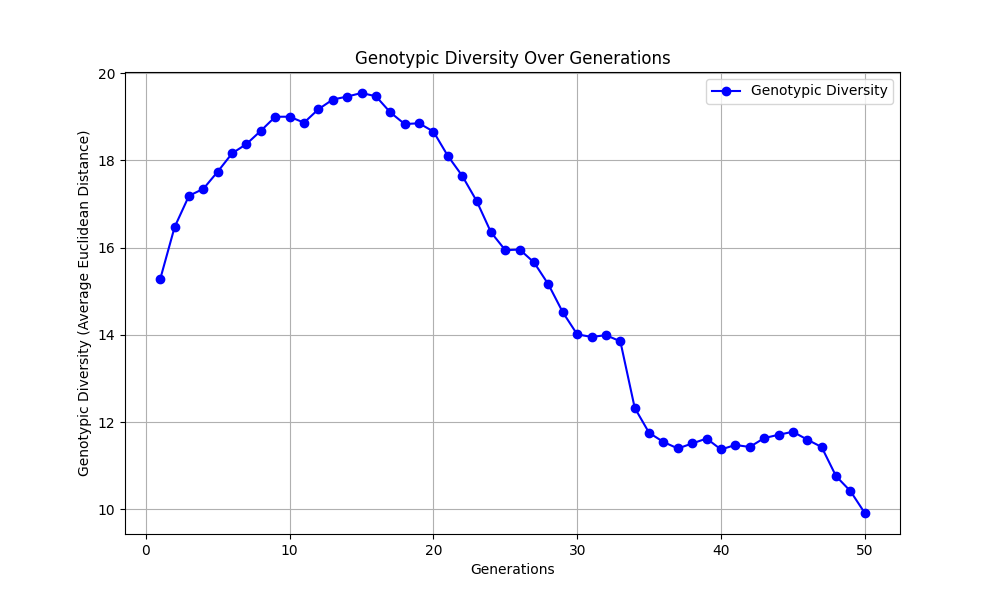 Genotypic Diversity Over Generations
Genotypic Diversity
Genotypic Diversity (Average Euclidean Distance)
20
18
16
14
12
10
0 10 20 30 40 50
Generations